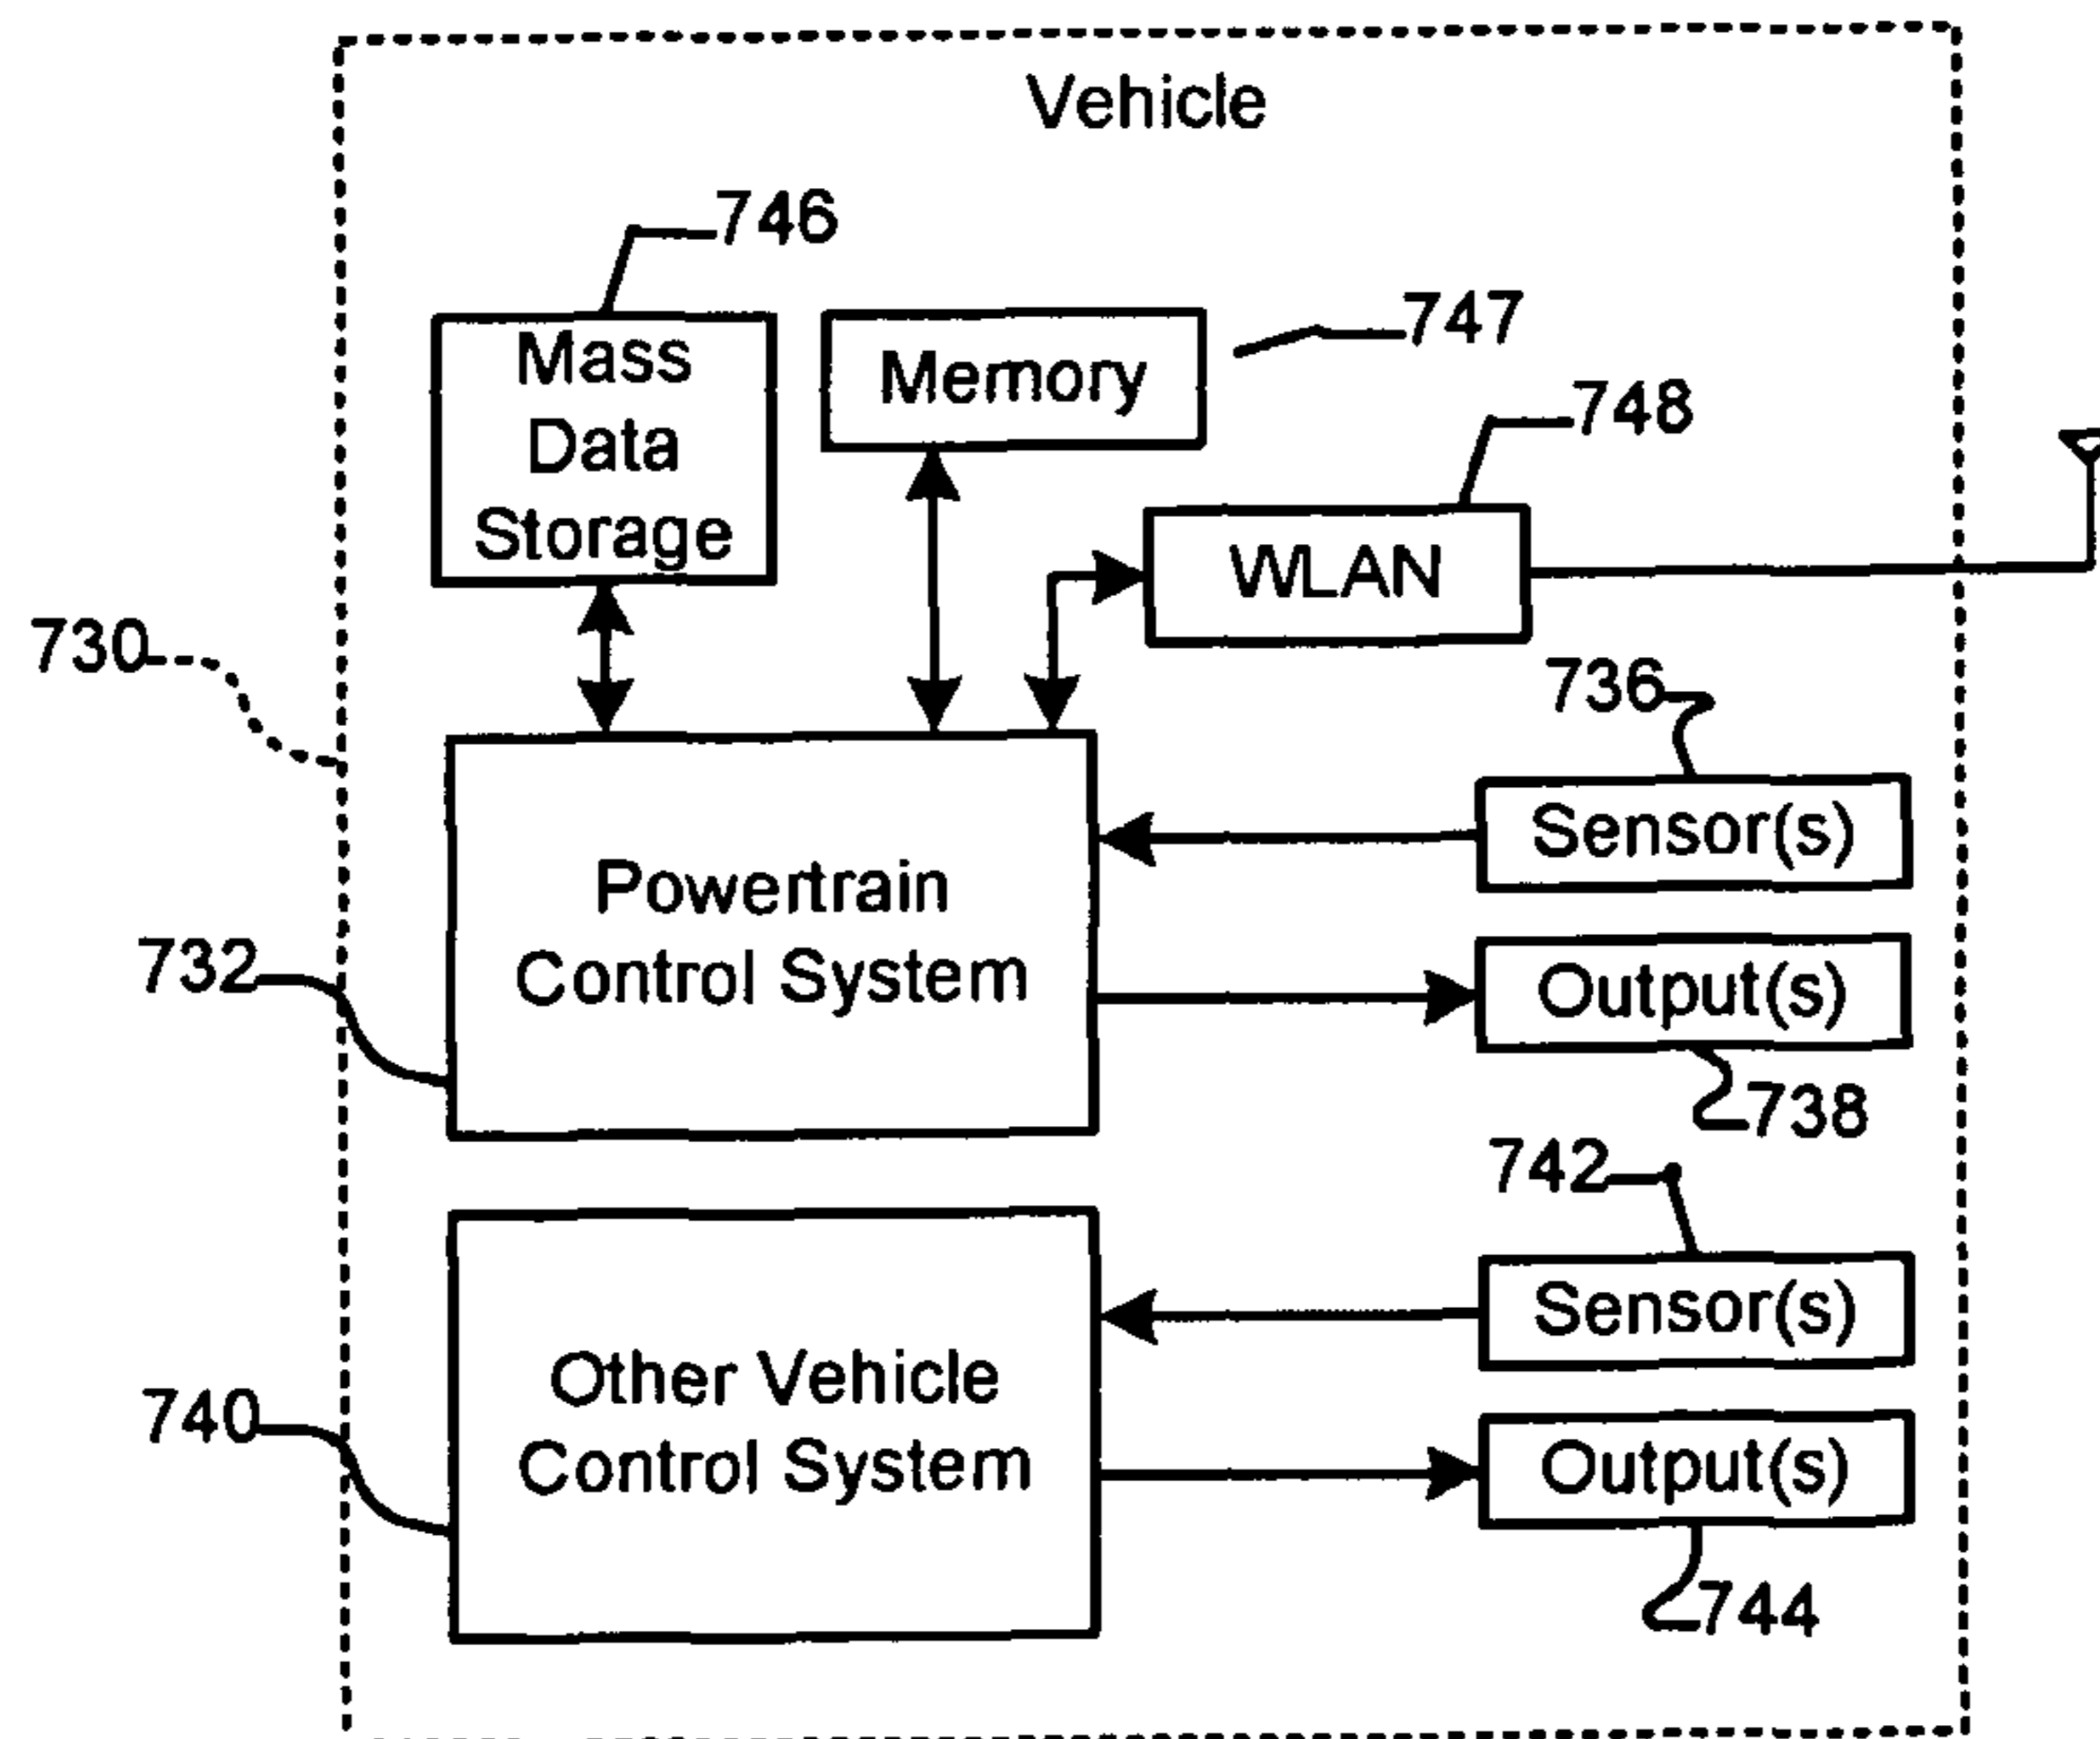 Vehicle
746
747
Mass
Data
Storage
Memory
748
WLAN
730
736
Sensor(s)
Powertrain
Control System
732
Output(s)
738
742
Sensor(s)
Other Vehicle
Control System
740
Output(s)
744